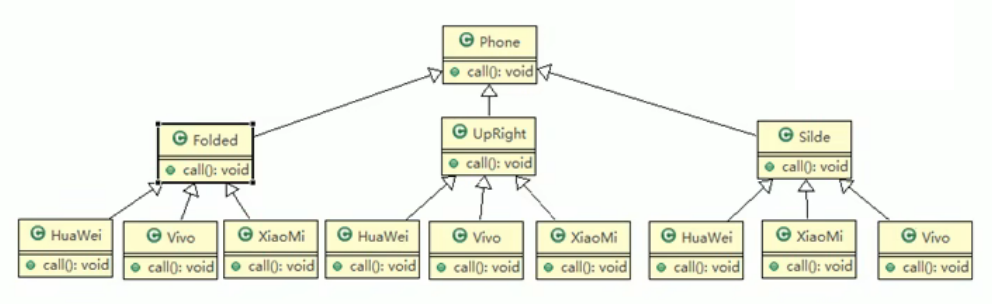 Phone
call(): void
Folded
call(): void
UpRight
call(): void
Silde
call(): void
HuaWei
call(): void
Vivo
call(): void
XiaoMi
call(): void
HuaWei
call(): void
Vivo
call(): void
XiaoMi
call(): void
HuaWei
call(): void
XiaoMi
call(): void
Vivo
call(): void